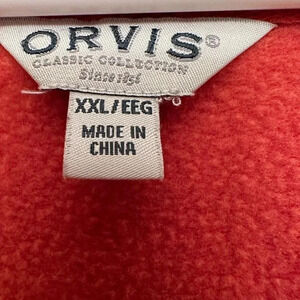 ORVIS®
CLASSIC COLLECTION
Since 1856
XXL/EEG
MADE IN
CHINA